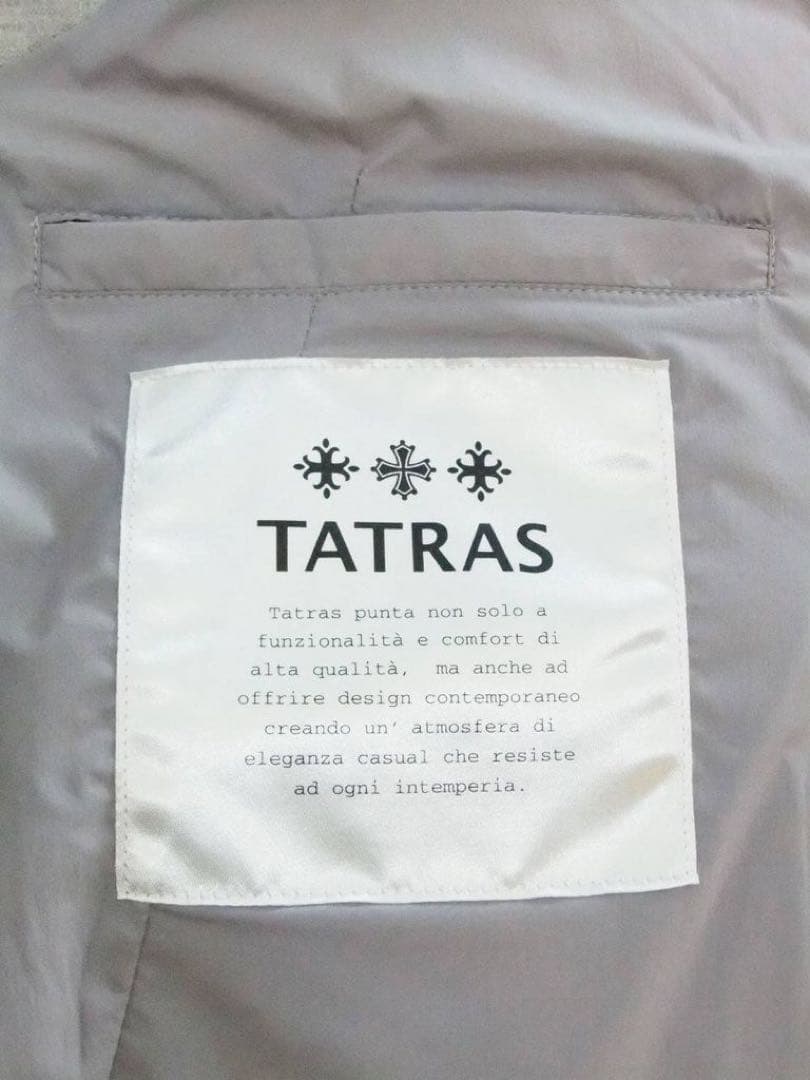 TATRAS
Tatras punta non solo a
funzionalità e comfort di
alta qualità, ma anche ad
offrire design contemporaneo
creando un' atmosfera di
eleganza casual che resiste
ad ogni intemperia.